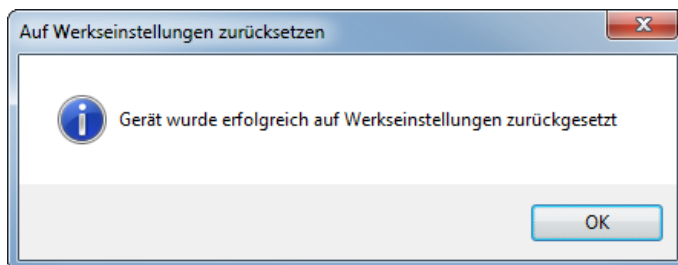 Auf Werkseinstellungen zurücksetzen
Gerät wurde erfolgreich auf Werkseinstellungen zurückgesetzt
OK